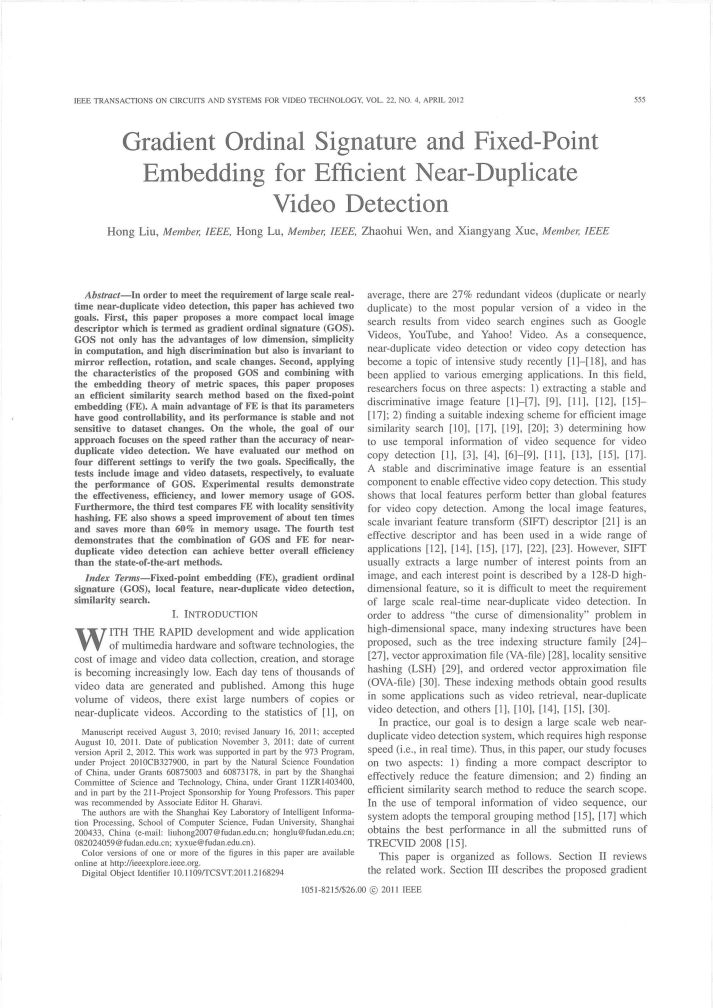 IEEE TRANSACTIONS ON CIRCUITS AND SYSTEMS FOR VIDEO TECHNOLOGY, VOL. 22, NO. 4, APRIL 2012
555
Gradient Ordinal Signature and Fixed-Point
Embedding for Efficient Near-Duplicate
Video Detection
Hong Liu, Member, IEEE, Hong Lu, Member, IEEE, Zhaohui Wen, and Xiangyang Xue, Member, IEEE
Abstract—In order to meet the requirement of large scale real-
time near-duplicate video detection, this paper has achieved two
goals. First, this paper proposes a more compact local image
descriptor which is termed as gradient ordinal signature (GOS).
GOS not only has the advantages of low dimension, simplicity
in computation, and high discrimination but also is invariant to
mirror reflection, rotation, and scale changes. Second, applying
the characteristics of the proposed GOS and combining with
the embedding theory of metric spaces, this paper proposes
an efficient similarity search method based on the fixed-point
embedding (FE). A main advantage of FE is that its parameters
have good controllability, and its performance is stable and not
sensitive to dataset changes. On the whole, the goal of our
approach focuses on the speed rather than the accuracy of near-
duplicate video detection. We have evaluated our method on
four different settings to verify the two goals. Specifically, the
tests include image and video datasets, respectively, to evaluate
the performance of GOS. Experimental results demonstrate
the effectiveness, efficiency, and lower memory usage of GOS.
Furthermore, the third test compares FE with locality sensitivity
hashing. FE also shows a speed improvement of about ten times
and saves more than 60% in memory usage. The fourth test
demonstrates that the combination of GOS and FE for near-
duplicate video detection can achieve better overall efficiency
than the state-of-the-art methods.
Index Terms—Fixed-point embedding (FE), gradient ordinal
signature (GOS), local feature, near-duplicate video detection,
similarity search.
I. INTRODUCTION
WITH THE RAPID development and wide application
of multimedia hardware and software technologies, the
cost of image and video data collection, creation, and storage
is becoming increasingly low. Each day tens of thousands of
video data are generated and published. Among this huge
volume of videos, there exist large numbers of copies or
near-duplicate videos. According to the statistics of [1], on
Manuscript received August 3, 2010; revised January 16, 2011; accepted
August 10, 2011. Date of publication November 3, 2011; date of current
version April 2, 2012. This work was supported in part by the 973 Program,
under Project 2010CB327900, in part by the Natural Science Foundation
of China, under Grants 60875003 and 60873178, in part by the Shanghai
Committee of Science and Technology, China, under Grant 11ZR1403400,
and in part by the 211-Project Sponsorship for Young Professors. This paper
was recommended by Associate Editor H. Gharavi.
The authors are with the Shanghai Key Laboratory of Intelligent Informa-
tion Processing, School of Computer Science, Fudan University, Shanghai
200433, China (e-mail: liuhong2007@fudan.edu.cn; honglu@fudan.edu.cn;
082024059@fudan.edu.cn; xyxue@fudan.edu.cn).
Color versions of one or more of the figures in this paper are available
online at http://ieeexplore.ieee.org.
Digital Object Identifier 10.1109/TCSVT.2011.2168294
average, there are 27% redundant videos (duplicate or nearly
duplicate) to the most popular version of a video in the
search results from video search engines such as Google
Videos, YouTube, and Yahoo! Video. As a consequence,
near-duplicate video detection or video copy detection has
become a topic of intensive study recently [1]–[18], and has
been applied to various emerging applications. In this field,
researchers focus on three aspects: 1) extracting a stable and
discriminative image feature [1]–[7], [9], [11], [12], [15]–
[17]; 2) finding a suitable indexing scheme for efficient image
similarity search [10], [17], [19], [20]; 3) determining how
to use temporal information of video sequence for video
copy detection [1], [3], [4], [6]–[9], [11], [13], [15], [17].
A stable and discriminative image feature is an essential
component to enable effective video copy detection. This study
shows that local features perform better than global features
for video copy detection. Among the local image features,
scale invariant feature transform (SIFT) descriptor [21] is an
effective descriptor and has been used in a wide range of
applications [12], [14], [15], [17], [22], [23]. However, SIFT
usually extracts a large number of interest points from an
image, and each interest point is described by a 128-D high-
dimensional feature, so it is difficult to meet the requirement
of large scale real-time near-duplicate video detection. In
order to address “the curse of dimensionality” problem in
high-dimensional space, many indexing structures have been
proposed, such as the tree indexing structure family [24]–
[27], vector approximation file (VA-file) [28], locality sensitive
hashing (LSH) [29], and ordered vector approximation file
(OVA-file) [30]. These indexing methods obtain good results
in some applications such as video retrieval, near-duplicate
video detection, and others [1], [10], [14], [15], [30].
In practice, our goal is to design a large scale web near-
duplicate video detection system, which requires high response
speed (i.e., in real time). Thus, in this paper, our study focuses
on two aspects: 1) finding a more compact descriptor to
effectively reduce the feature dimension; and 2) finding an
efficient similarity search method to reduce the search scope.
In the use of temporal information of video sequence, our
system adopts the temporal grouping method [15], [17] which
obtains the best performance in all the submitted runs of
TRECVID 2008 [15].
This paper is organized as follows. Section II reviews
the related work. Section III describes the proposed gradient
1051-8215/$26.00 © 2011 IEEE